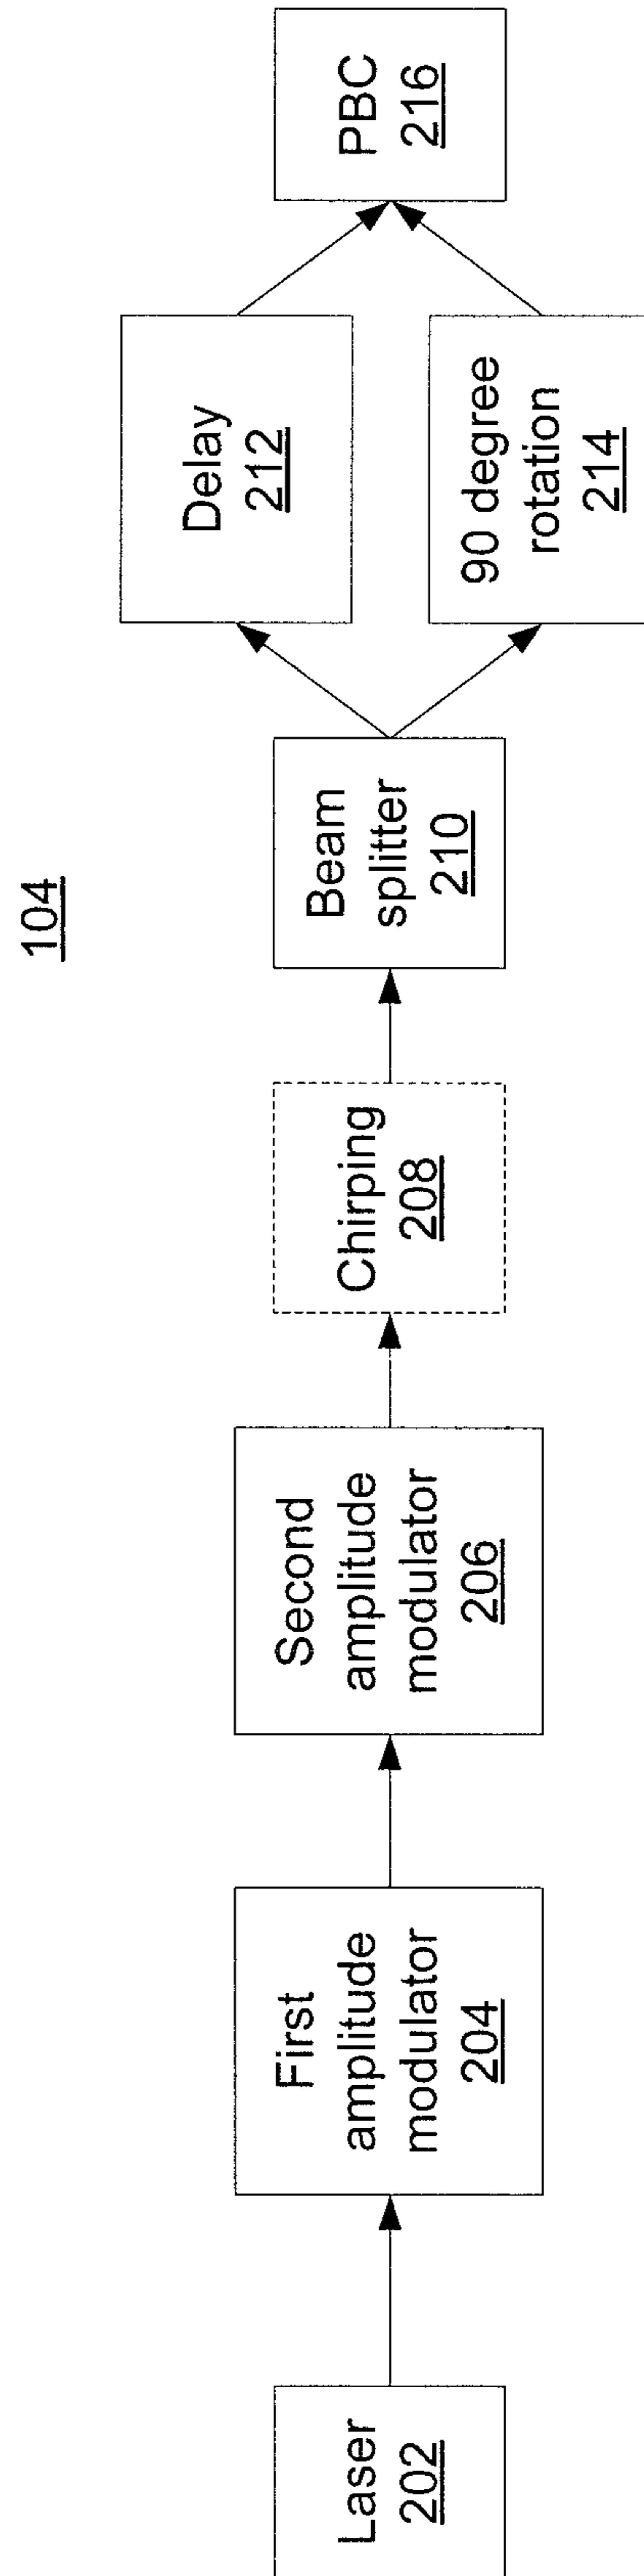 104
Laser
202
First
amplitude
modulator
204
Second
amplitude
modulator
206
Chirping
208
Beam
splitter
210
Delay
212
90 degree
rotation
214
PBC
216